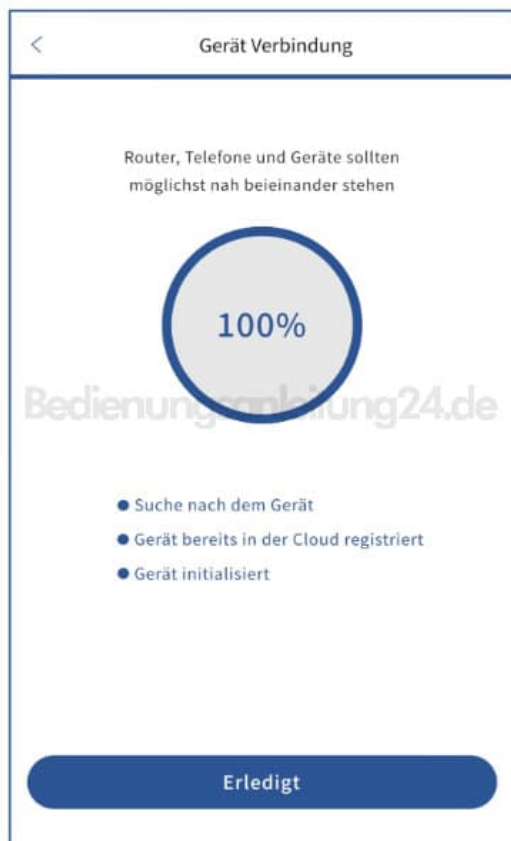 Gerät Verbindung
Router, Telefone und Geräte sollten
möglichst nah beieinander stehen
100%
Bedienungsanleitung24.de
Suche nach dem Gerät
Gerät bereits in der Cloud registriert
Gerät initialisiert
Erledigt